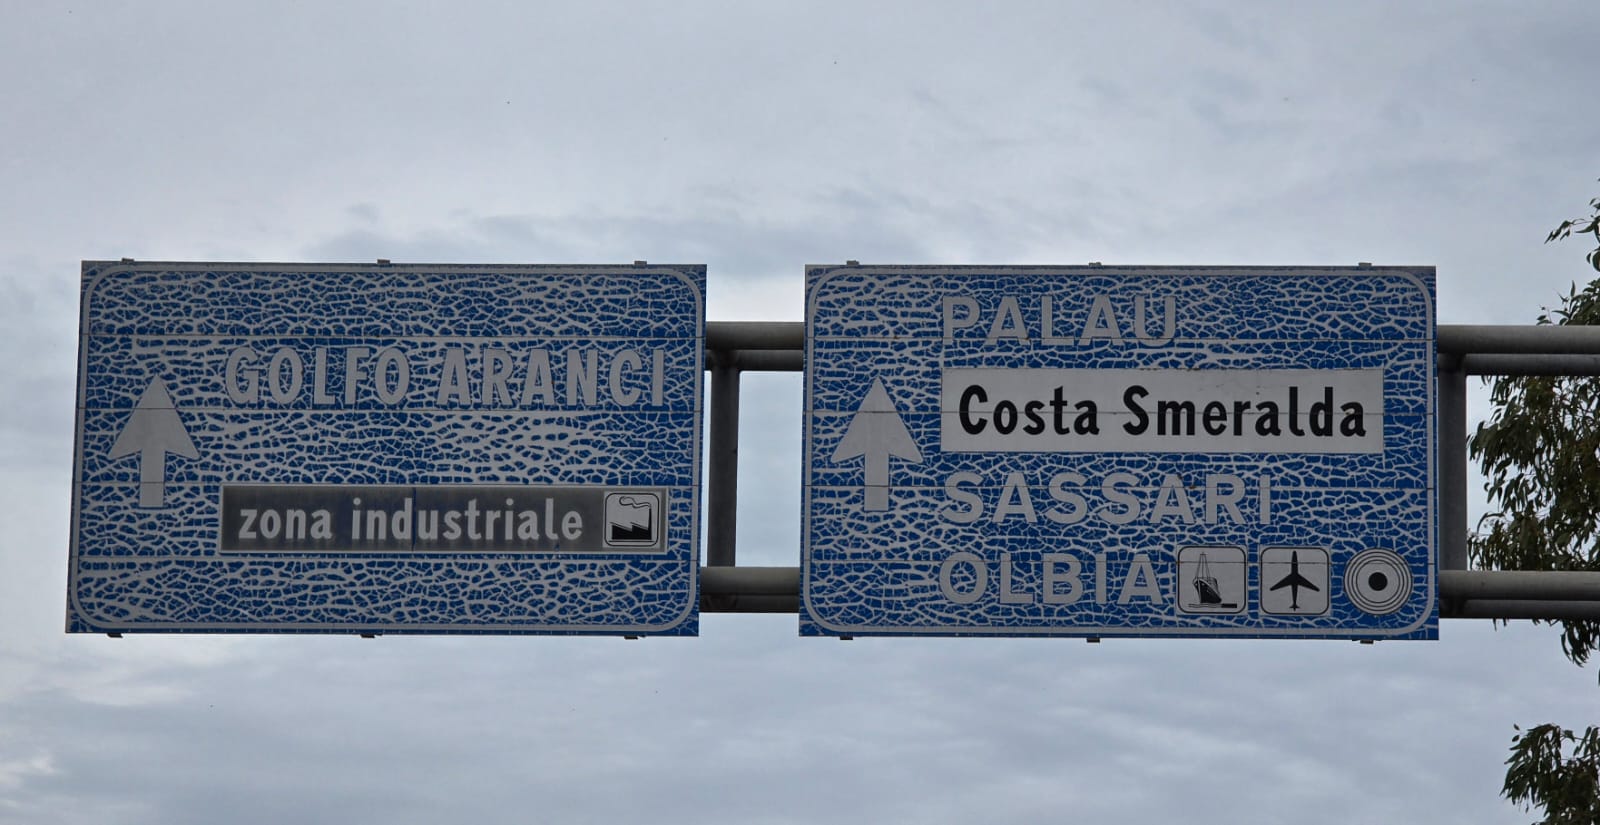 GOLFO ARANCI
zona industriale
PALAU
Costa Smeralda
SASSARI
OLBIA